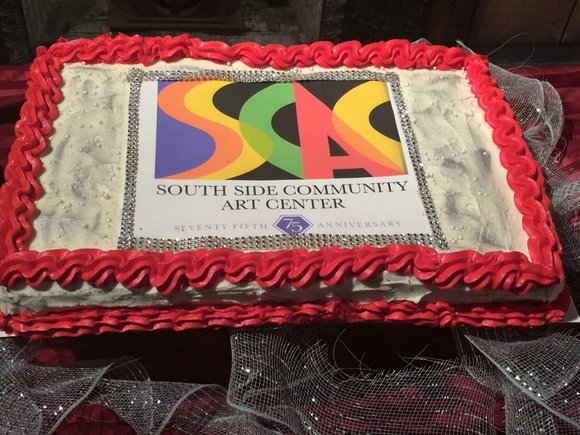 SCAC
SOUTH SIDE COMMUNITY
ART CENTER
SEVENTY FIFTH 75 ANNIVERSARY